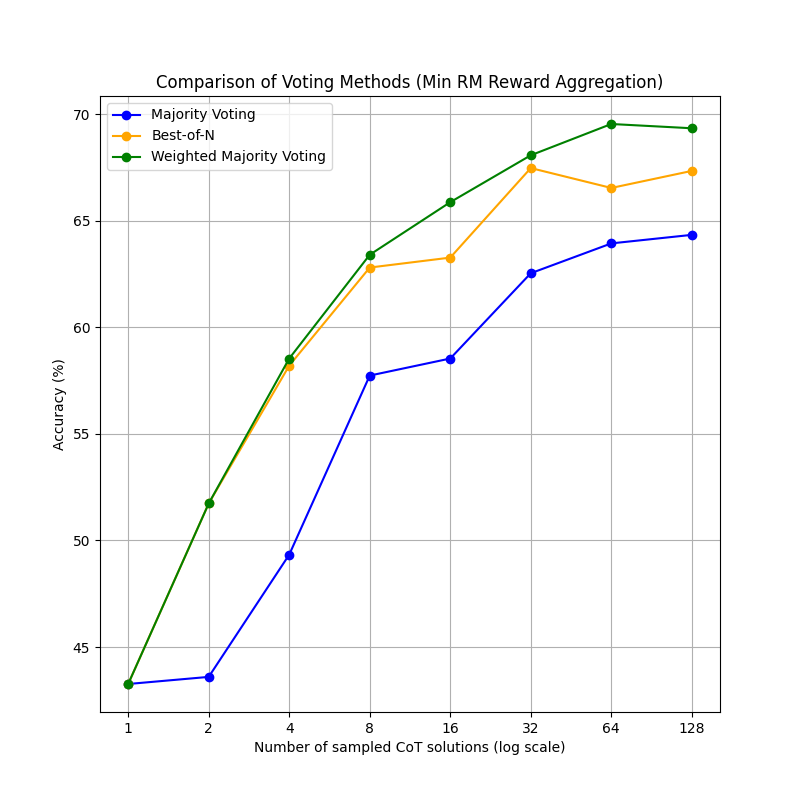 Comparison of Voting Methods (Min RM Reward Aggregation)
Majority Voting
Best-of-N
Weighted Majority Voting
70
65
60
55
50
45
Accuracy (%)
1 2 4 8 16 32 64 128
Number of sampled CoT solutions (log scale)